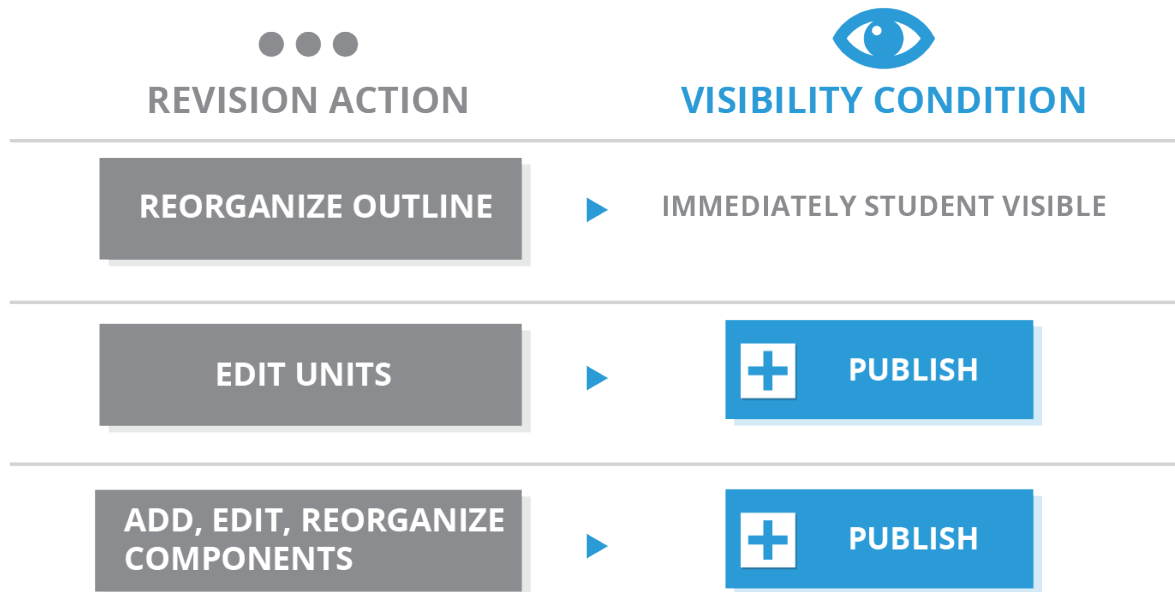 REVISION ACTION
VISIBILITY CONDITION
REORGANIZE OUTLINE
IMMEDIATELY STUDENT VISIBLE
EDIT UNITS
PUBLISH
ADD, EDIT, REORGANIZE
COMPONENTS
PUBLISH